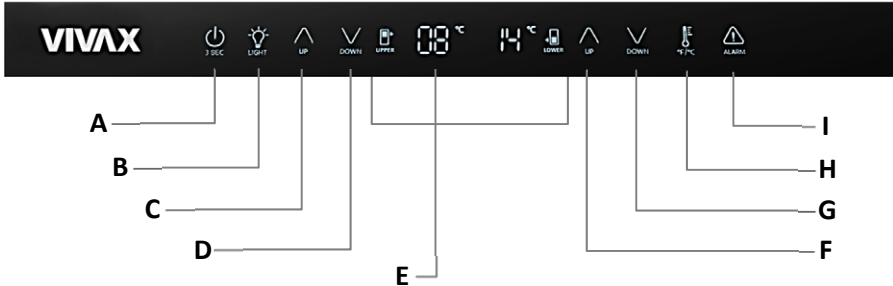 VIVAX
3 SEC
LIGHT
UP
DOWN
UPPER
08 °C
14 °C
LOWER
UP
DOWN
°F/°C
ALARM
A
B
C
D
E
F
G
H
I